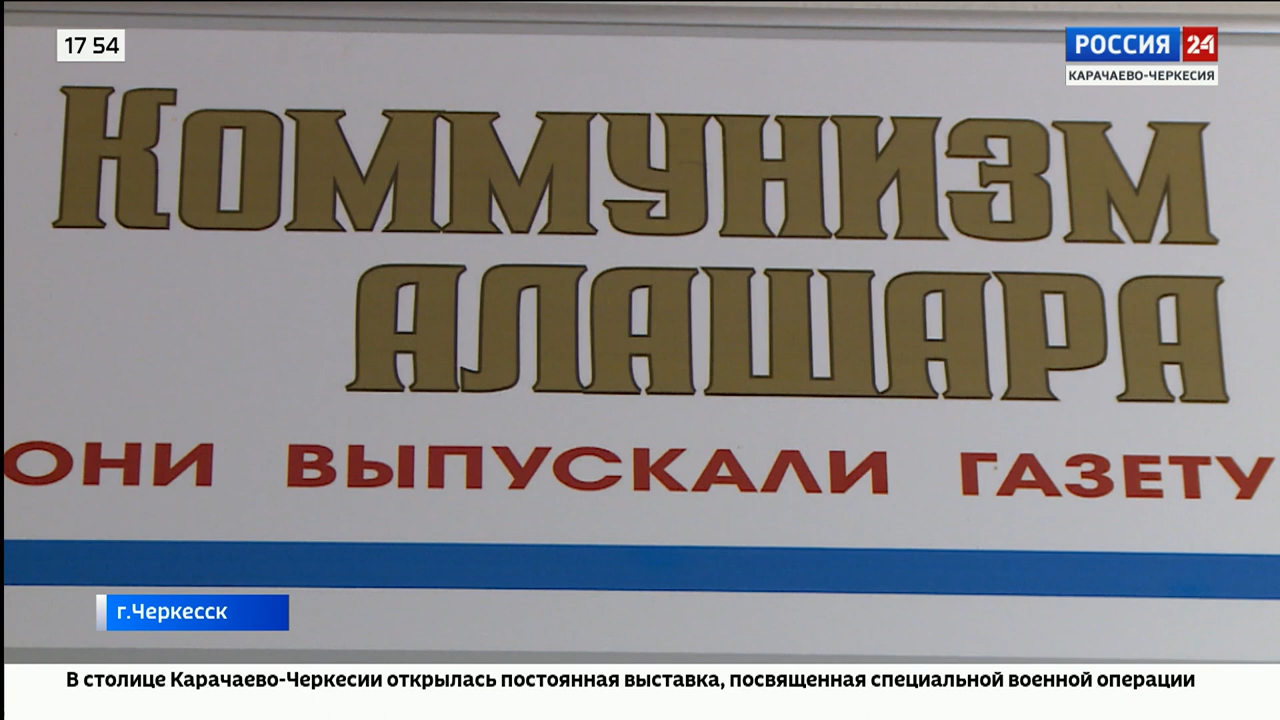 17 54
РОССИЯ 24
КАРАЧАЕВО-ЧЕРКЕСИЯ
КОММУНИЗМ
АЛАШАРА
ОНИ ВЫПУСКАЛИ ГАЗЕТУ
г.Черкесск
В столице Карачаево-Черкесии открылась постоянная выставка, посвященная специальной военной операции